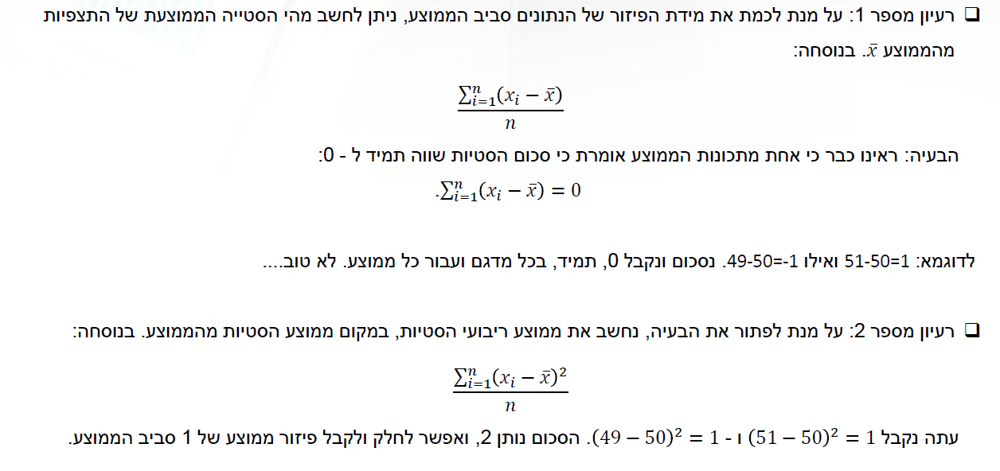 ❑ רעיון מספר 1: על מנת לכמת את מידת הפיזור של הנתונים סביב הממוצע, ניתן לחשב מהי הסטייה הממוצעת של התצפיות
מהממוצע x̄. בנוסחה:
\frac{\sum_{i=1}^{n}(x_i - \bar{x})}{n}
הבעיה: ראינו כבר כי אחת מתכונות הממוצע אומרת כי סכום הסטיות שווה תמיד ל - 0:
.\sum_{i=1}^{n}(x_i - \bar{x}) = 0
לדוגמא: 51-50=1 ואילו 49-50=-1. נסכום ונקבל 0, תמיד, בכל מדגם ועבור כל ממוצע. לא טוב....
❑ רעיון מספר 2: על מנת לפתור את הבעיה, נחשב את ממוצע ריבועי הסטיות, במקום ממוצע הסטיות מהממוצע. בנוסחה:
\frac{\sum_{i=1}^{n}(x_i - \bar{x})^2}{n}
עתה נקבל (51 − 50)² = 1 ו - (49 − 50)² = 1. הסכום נותן 2, ואפשר לחלק ולקבל פיזור ממוצע של 1 סביב הממוצע.